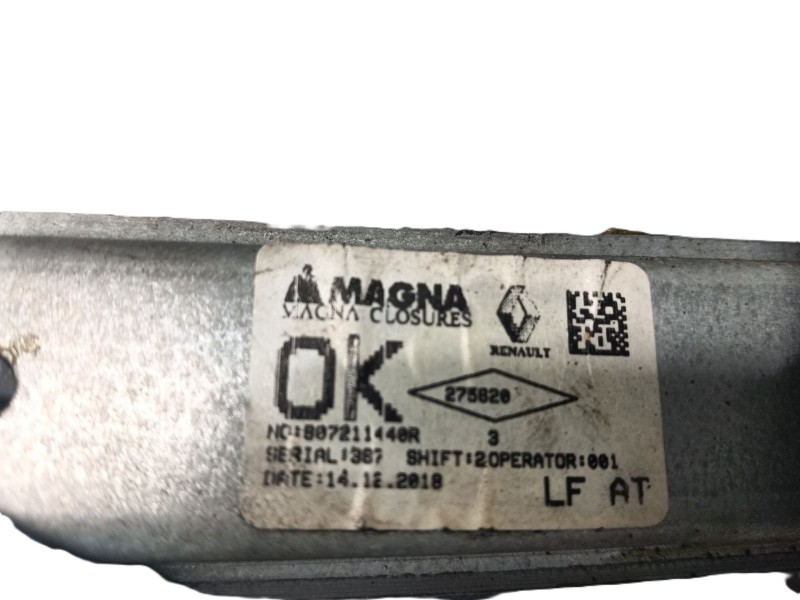 MAGNA
MAGNA CLOSURES
RENAULT
OK
275820
NO:807211440R 3
SERIAL:367 SHIFT:2OPERATOR:001
DATE:14.12.2018
LF AT